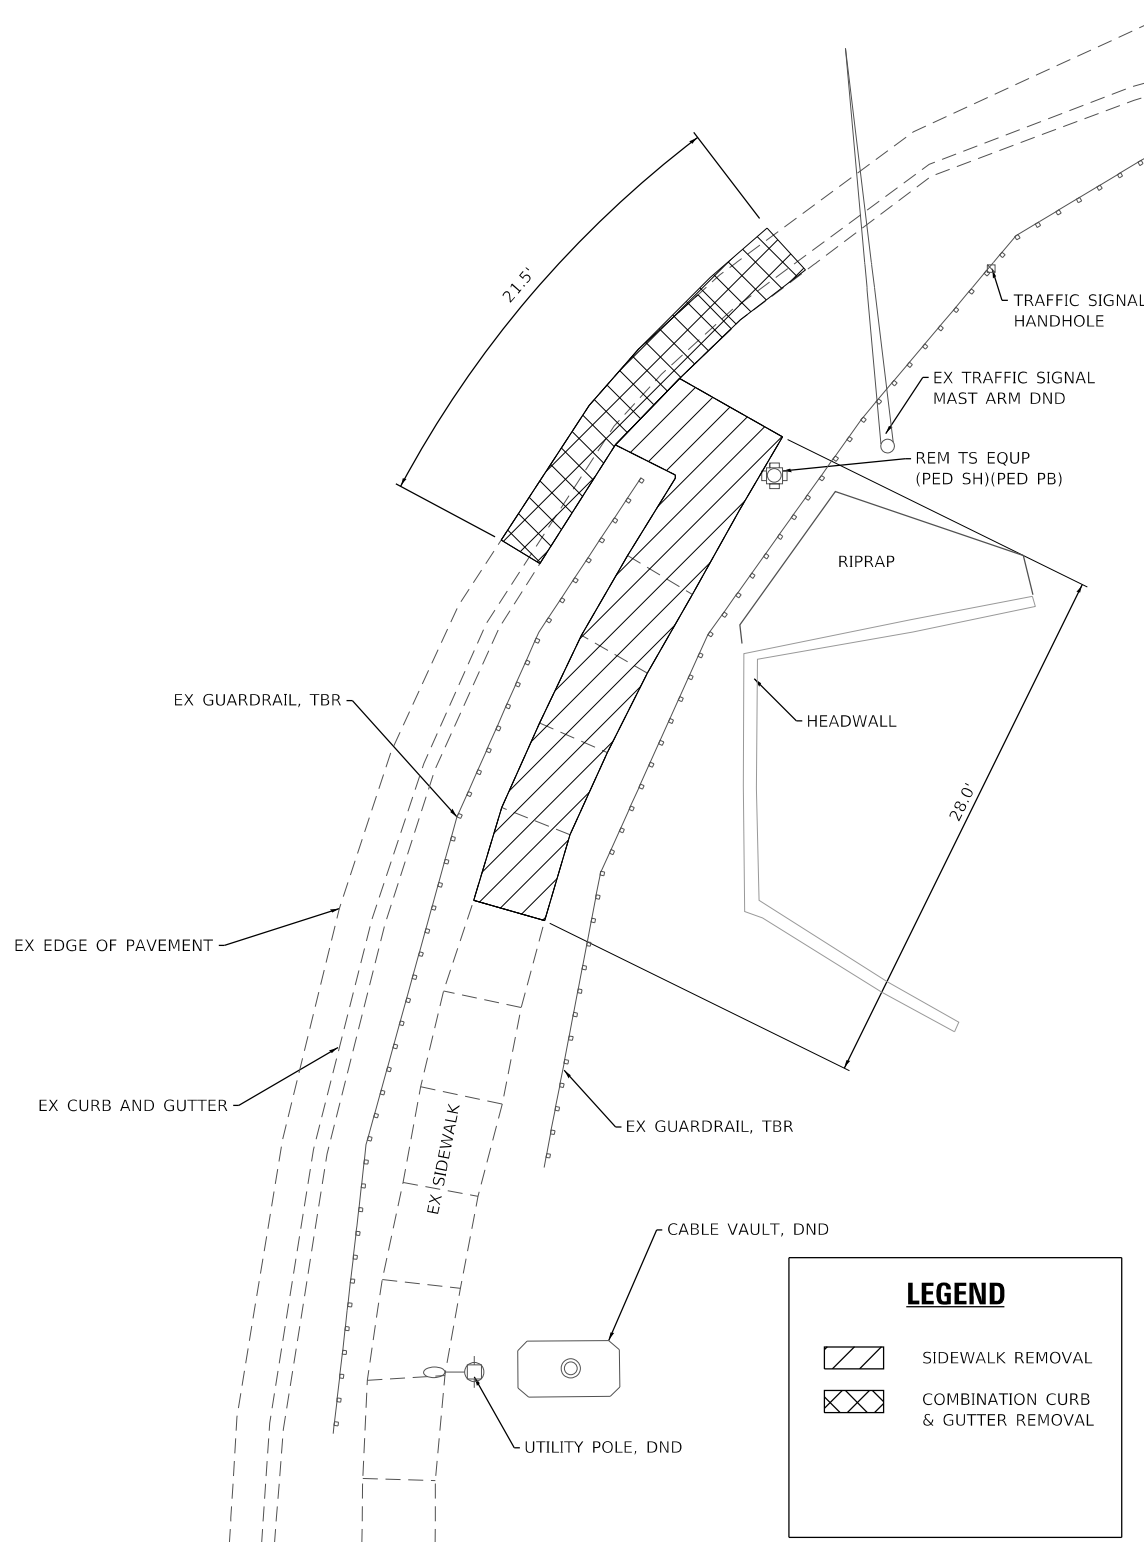 21.5'
TRAFFIC SIGNAL
HANDHOLE
EX TRAFFIC SIGNAL
MAST ARM DND
REM TS EQUP
(PED SH)(PED PB)
RIPRAP
EX GUARDRAIL, TBR
HEADWALL
28.0'
EX EDGE OF PAVEMENT
EX CURB AND GUTTER
EX GUARDRAIL, TBR
EX SIDEWALK
CABLE VAULT, DND
UTILITY POLE, DND
LEGEND
SIDEWALK REMOVAL
COMBINATION CURB
& GUTTER REMOVAL